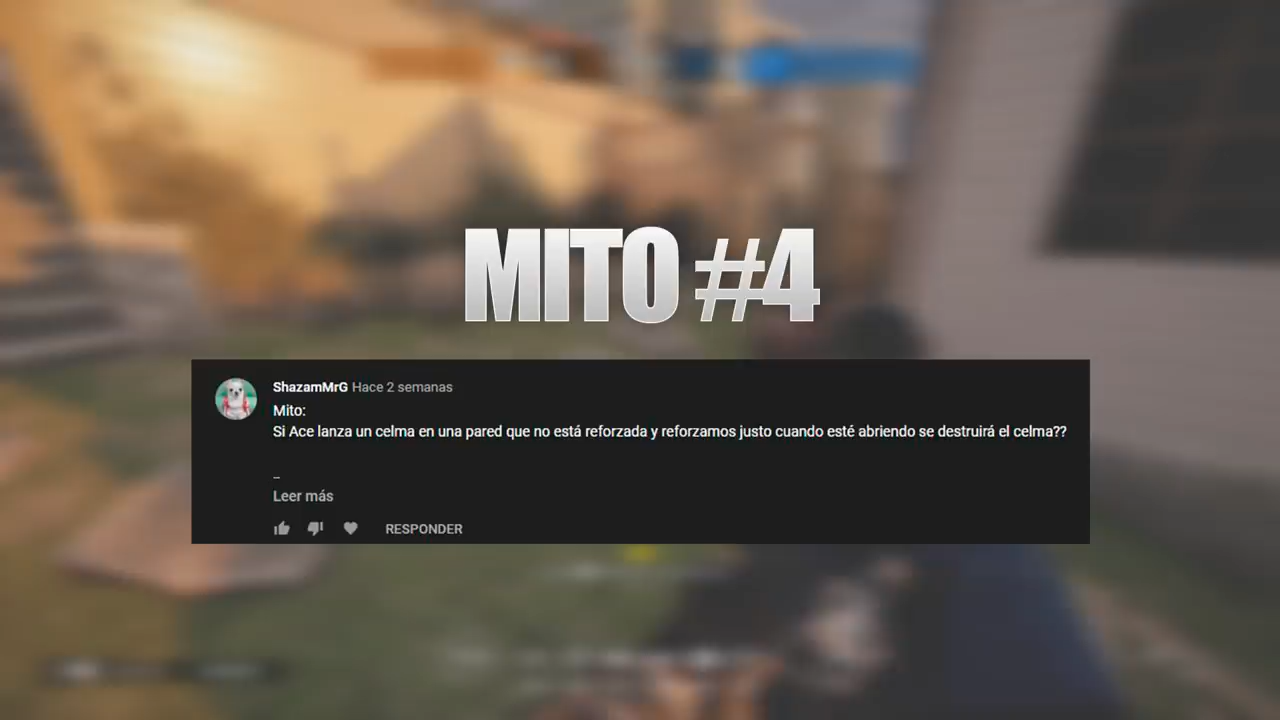 MITO #4
ShazamMrG Hace 2 semanas
Mito:
Si Ace lanza un celma en una pared que no está reforzada y reforzamos justo cuando esté abriendo se destruirá el celma??
_
Leer más
RESPONDER